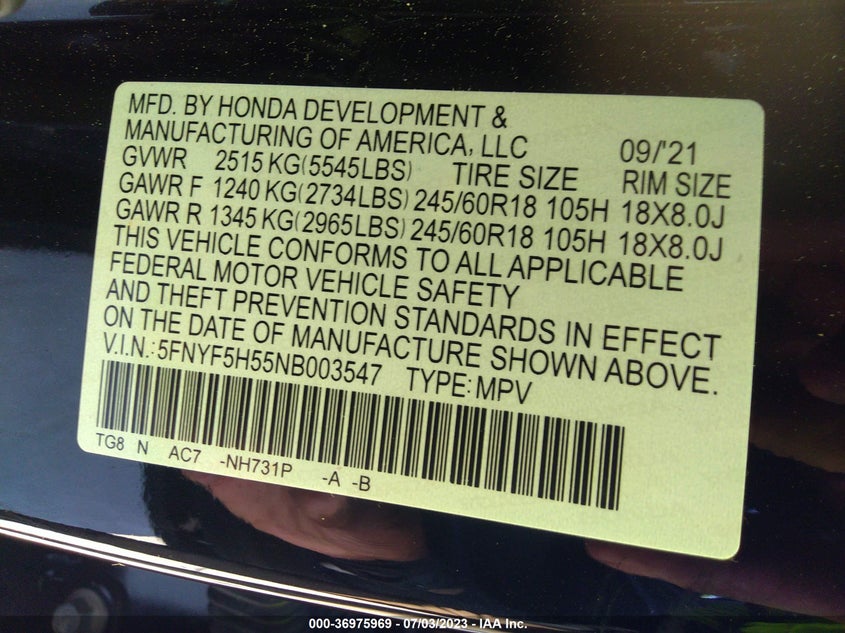 MFD. BY HONDA DEVELOPMENT &
MANUFACTURING OF AMERICA, LLC 09/'21
GVWR 2515 KG(5545LBS) TIRE SIZE RIM SIZE
GAWR F 1240 KG(2734LBS) 245/60R18 105H 18X8.0J
GAWR R 1345 KG(2965LBS) 245/60R18 105H 18X8.0J
THIS VEHICLE CONFORMS TO ALL APPLICABLE
FEDERAL MOTOR VEHICLE SAFETY
AND THEFT PREVENTION STANDARDS IN EFFECT
ON THE DATE OF MANUFACTURE SHOWN ABOVE.
V.I.N.:5FNYF5H55NB003547 TYPE:MPV
TG8 N AC7 -NH731P -A -B
000-36975969 - 07/03/2023 - IAA Inc.